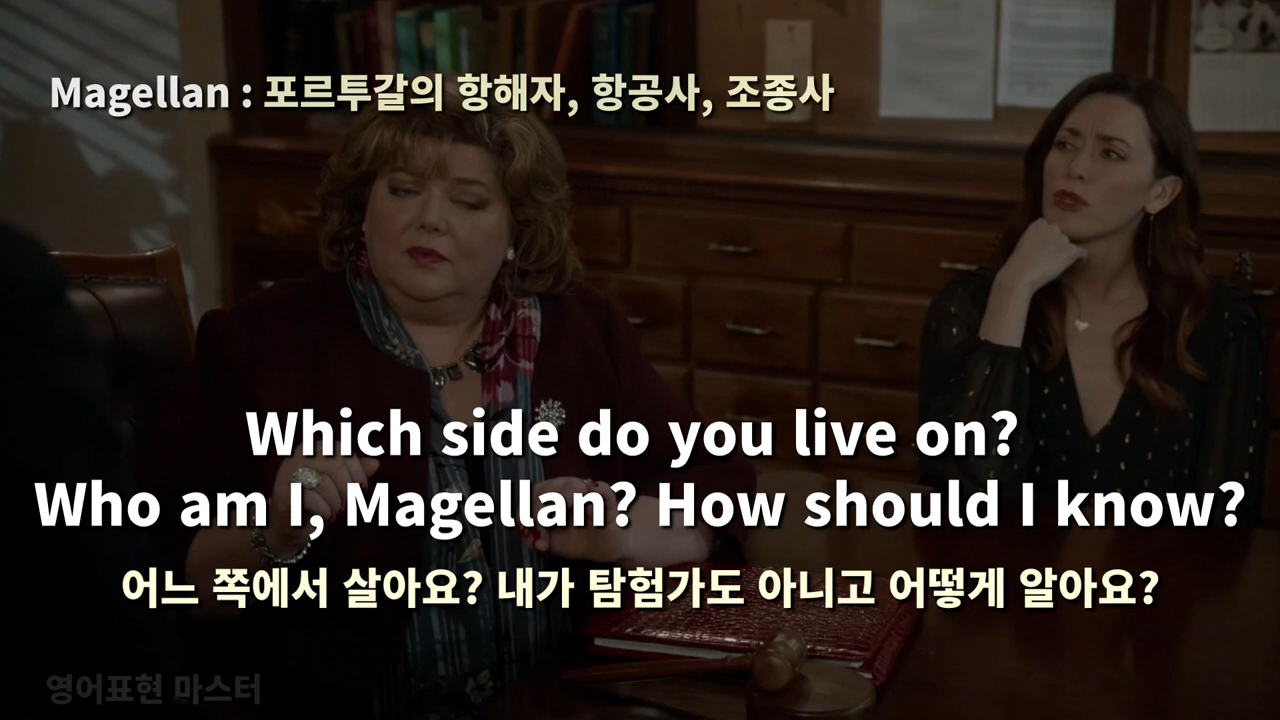 Magellan : 포르투갈의 항해자, 항공사, 조종사
Which side do you live on?
Who am I, Magellan? How should I know?
어느 쪽에서 살아요? 내가 탐험가도 아니고 어떻게 알아요?
영어표현 마스터